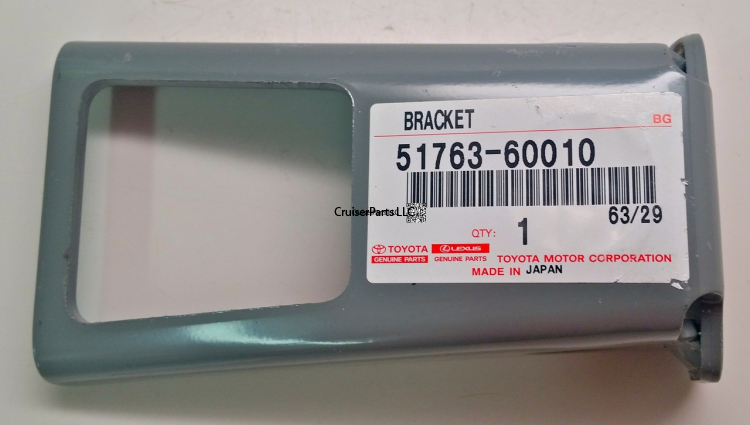 BRACKET
BG
51763-60010
CruiserParts LLC
63/29
QTY: 1
TOYOTA LEXUS
GENUINE PARTS GENUINE PARTS TOYOTA MOTOR CORPORATION
MADE IN JAPAN